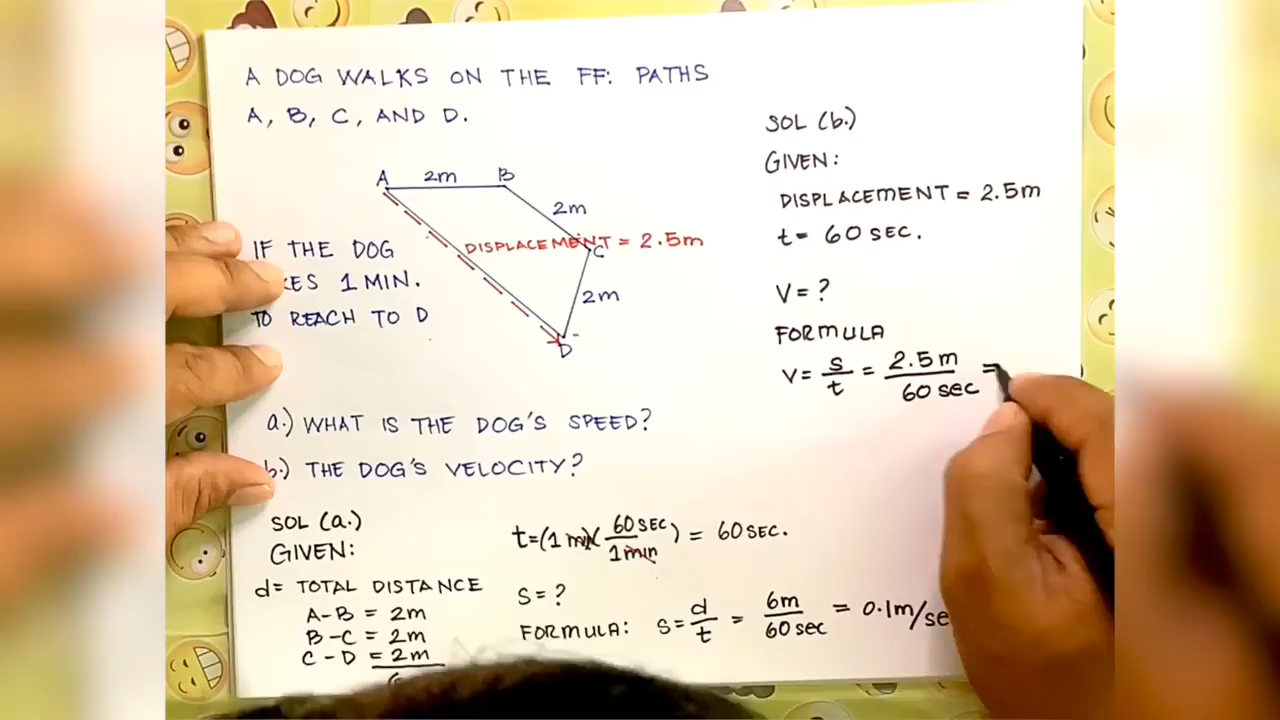 A DOG WALKS ON THE FF: PATHS
A, B, C, AND D.
A 2m B
2m
DISPLACEMENT = 2.5m
C
2m
D
IF THE DOG
1 MIN.
TO REACH TO D
a.) WHAT IS THE DOG'S SPEED?
b.) THE DOG'S VELOCITY?
SOL (a.)
GIVEN:
d= TOTAL DISTANCE
A-B = 2m
B-C = 2m
C-D = 2m
t=(1 min)(60 SEC/1 min) = 60 SEC.
S = ?
FORMULA: S = d/t = 6m/60 sec = 0.1m/se
SOL (b.)
GIVEN:
DISPLACEMENT = 2.5m
t= 60 SEC.
V = ?
FORMULA
V = S/t = 2.5m/60 sec =